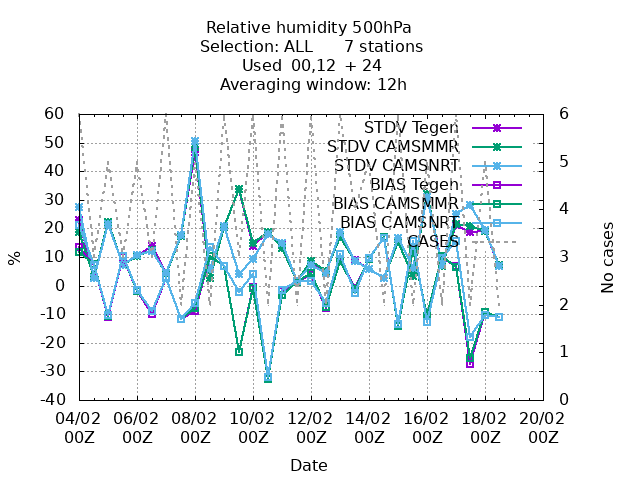 Relative humidity 500hPa
Selection: ALL 7 stations
Used 00,12 + 24
Averaging window: 12h
60 6
STDV Tegen
STDV CAMSMMR
50
5
STDV CAMSNRT
40
BIAS Tegen
30
BIAS CAMSMMR
4
BIAS CAMSNRT
20
CASES
10
3
0
-10
2
-20
-30
1
-40 0
%
No cases
04/02 06/02 08/02 10/02 12/02 14/02 16/02 18/02 20/02
00Z 00Z 00Z 00Z 00Z 00Z 00Z 00Z 00Z
Date